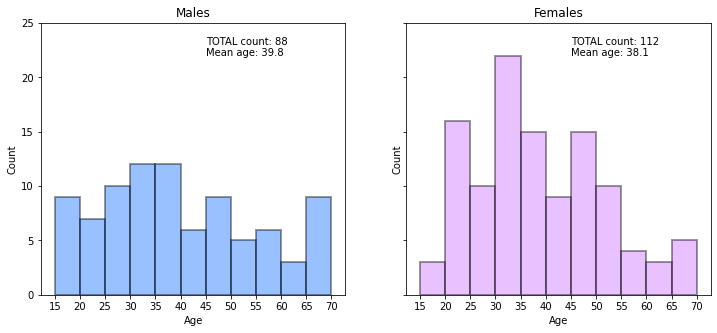 Males
TOTAL count: 88
Mean age: 39.8
25
20
15
10
5
0
Count
15 20 25 30 35 40 45 50 55 60 65 70
Age
Females
TOTAL count: 112
Mean age: 38.1
Count
15 20 25 30 35 40 45 50 55 60 65 70
Age